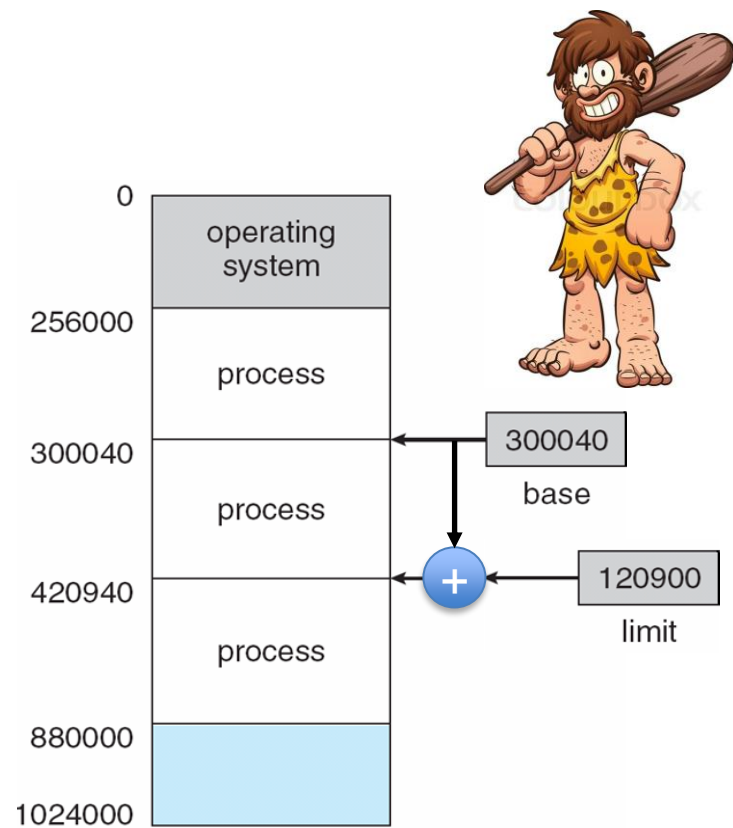 0
operating
system
256000
process
300040
300040
base
process
420940
120900
limit
process
880000
1024000